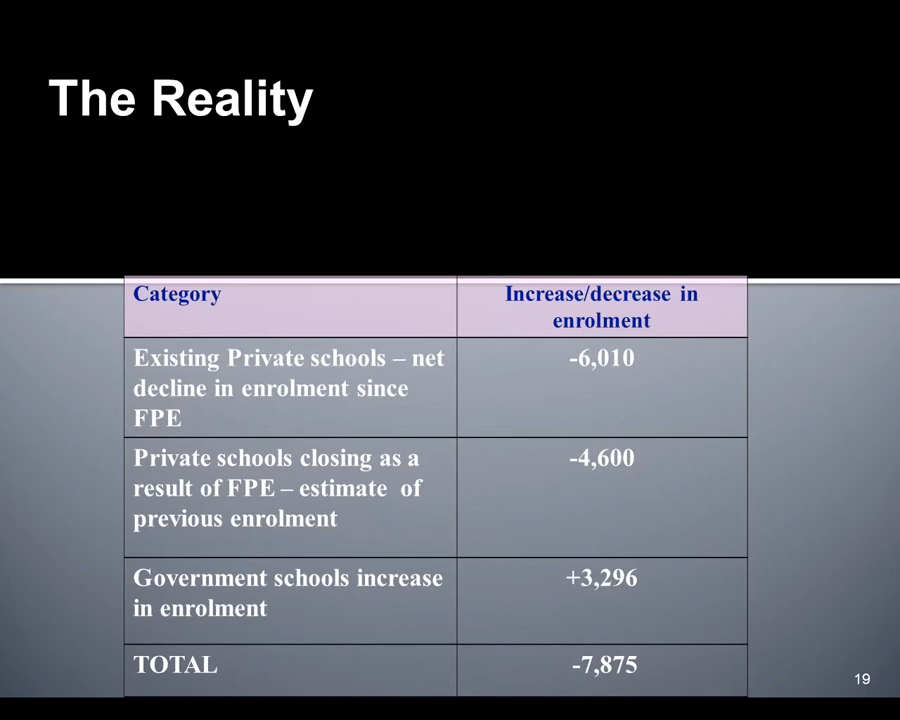 The Reality
Category
Increase/decrease in
enrolment
Existing Private schools – net
decline in enrolment since
FPE
-6,010
Private schools closing as a
result of FPE – estimate of
previous enrolment
-4,600
Government schools increase
in enrolment
+3,296
TOTAL
-7,875
19